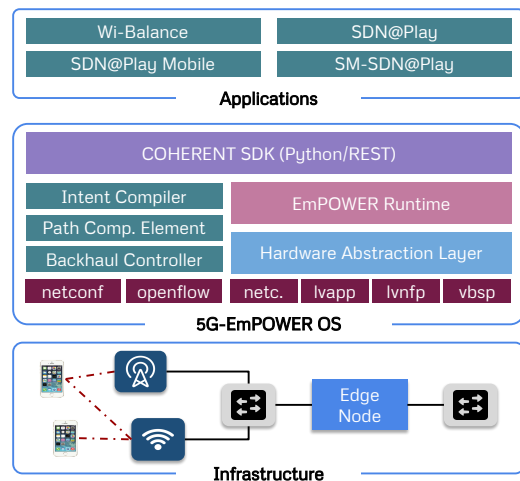 Wi-Balance
SDN@Play
SDN@Play Mobile
SM-SDN@Play
Applications
COHERENT SDK (Python/REST)
Intent Compiler
EmPOWER Runtime
Path Comp. Element
Hardware Abstraction Layer
Backhaul Controller
netconf
openflow
netc.
lvapp
lvnfp
vbsp
5G-EmPOWER OS
Edge
Node
Infrastructure